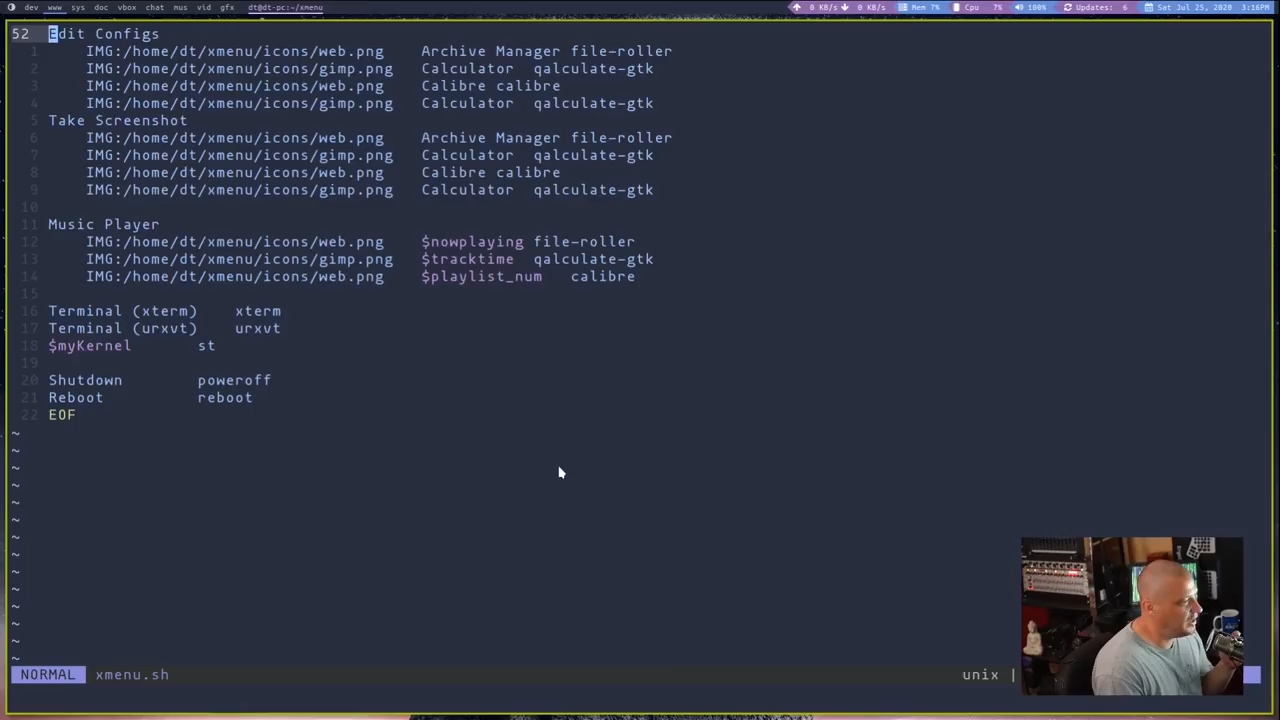 dev www sys doc vbox chat mus vid gfx dt@dt-pc:~/xmenu 0 KB/s 0 KB/s Mem 7% Cpu 7% 100% Updates: 6 Sat Jul 25, 2020 3:16PM
52 Edit Configs
1 IMG:/home/dt/xmenu/icons/web.png Archive Manager file-roller
2 IMG:/home/dt/xmenu/icons/gimp.png Calculator qalculate-gtk
3 IMG:/home/dt/xmenu/icons/web.png Calibre calibre
4 IMG:/home/dt/xmenu/icons/gimp.png Calculator qalculate-gtk
5 Take Screenshot
6 IMG:/home/dt/xmenu/icons/web.png Archive Manager file-roller
7 IMG:/home/dt/xmenu/icons/gimp.png Calculator qalculate-gtk
8 IMG:/home/dt/xmenu/icons/web.png Calibre calibre
9 IMG:/home/dt/xmenu/icons/gimp.png Calculator qalculate-gtk
10
11 Music Player
12 IMG:/home/dt/xmenu/icons/web.png $nowplaying file-roller
13 IMG:/home/dt/xmenu/icons/gimp.png $tracktime qalculate-gtk
14 IMG:/home/dt/xmenu/icons/web.png $playlist_num calibre
15
16 Terminal (xterm) xterm
17 Terminal (urxvt) urxvt
18 $myKernel st
19
20 Shutdown poweroff
21 Reboot reboot
22 EOF
~
~
~
~
~
~
~
~
~
~
~
~
~
~
NORMAL xmenu.sh unix |